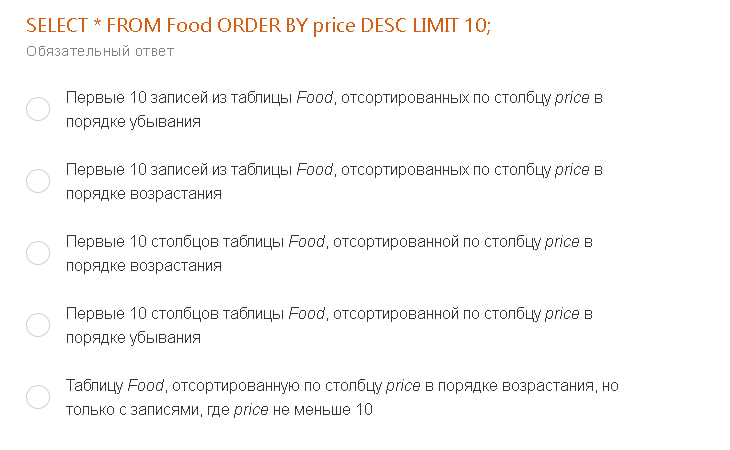 SELECT * FROM Food ORDER BY price DESC LIMIT 10;
Обязательный ответ
Первые 10 записей из таблицы Food, отсортированных по столбцу price в
порядке убывания
Первые 10 записей из таблицы Food, отсортированных по столбцу price в
порядке возрастания
Первые 10 столбцов таблицы Food, отсортированной по столбцу price в
порядке возрастания
Первые 10 столбцов таблицы Food, отсортированной по столбцу price в
порядке убывания
Таблицу Food, отсортированную по столбцу price в порядке возрастания, но
только с записями, где price не меньше 10